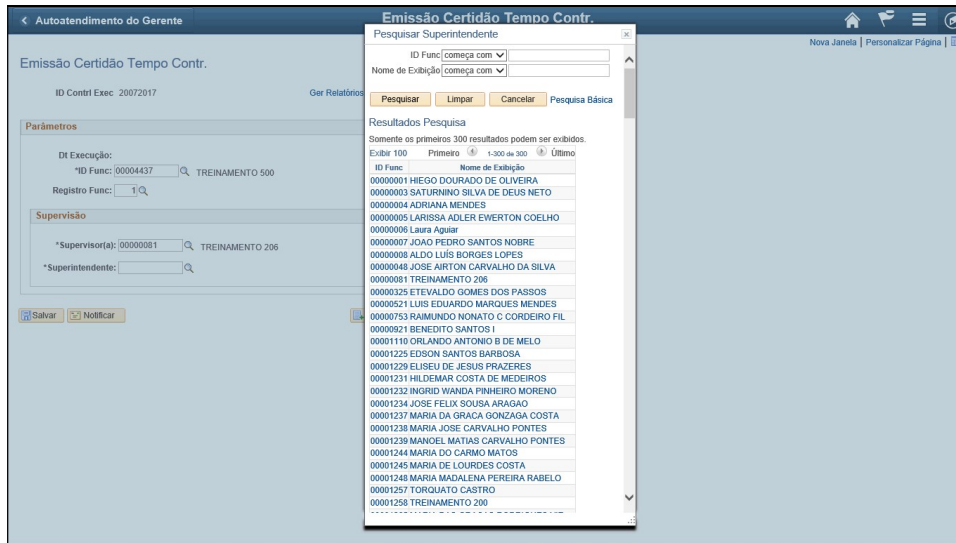 Autoatendimento do Gerente
Emissão Certidão Tempo Contr.
Nova Janela | Personalizar Página |
Emissão Certidão Tempo Contr.
ID Contrl Exec 20072017
Ger Relatórios
Parâmetros
Dt Execução:
*ID Func: 00004437 TREINAMENTO 500
Registro Func: 1
Supervisão
*Supervisor(a): 00000081 TREINAMENTO 206
*Superintendente:
Salvar Notificar
Pesquisar Superintendente
ID Func começa com
Nome de Exibição começa com
Pesquisar Limpar Cancelar Pesquisa Básica
Resultados Pesquisa
Somente os primeiros 300 resultados podem ser exibidos.
Exibir 100 Primeiro 1-300 de 300 Último
ID Func Nome de Exibição
00000001 HIEGO DOURADO DE OLIVEIRA
00000003 SATURNINO SILVA DE DEUS NETO
00000004 ADRIANA MENDES
00000005 LARISSA ADLER EWERTON COELHO
00000006 Laura Aguiar
00000007 JOAO PEDRO SANTOS NOBRE
00000008 ALDO LUÍS BORGES LOPES
00000048 JOSE AIRTON CARVALHO DA SILVA
00000081 TREINAMENTO 206
00000325 ETEVALDO GOMES DOS PASSOS
00000521 LUIS EDUARDO MARQUES MENDES
00000753 RAIMUNDO NONATO C CORDEIRO FIL
00000921 BENEDITO SANTOS I
00001110 ORLANDO ANTONIO B DE MELO
00001225 EDSON SANTOS BARBOSA
00001229 ELISEU DE JESUS PRAZERES
00001231 HILDEMAR COSTA DE MEDEIROS
00001232 INGRID WANDA PINHEIRO MORENO
00001234 JOSE FELIX SOUSA ARAGAO
00001237 MARIA DA GRACA GONZAGA COSTA
00001238 MARIA JOSE CARVALHO PONTES
00001239 MANOEL MATIAS CARVALHO PONTES
00001244 MARIA DO CARMO MATOS
00001245 MARIA DE LOURDES COSTA
00001248 MARIA MADALENA PEREIRA RABELO
00001257 TORQUATO CASTRO
00001258 TREINAMENTO 200